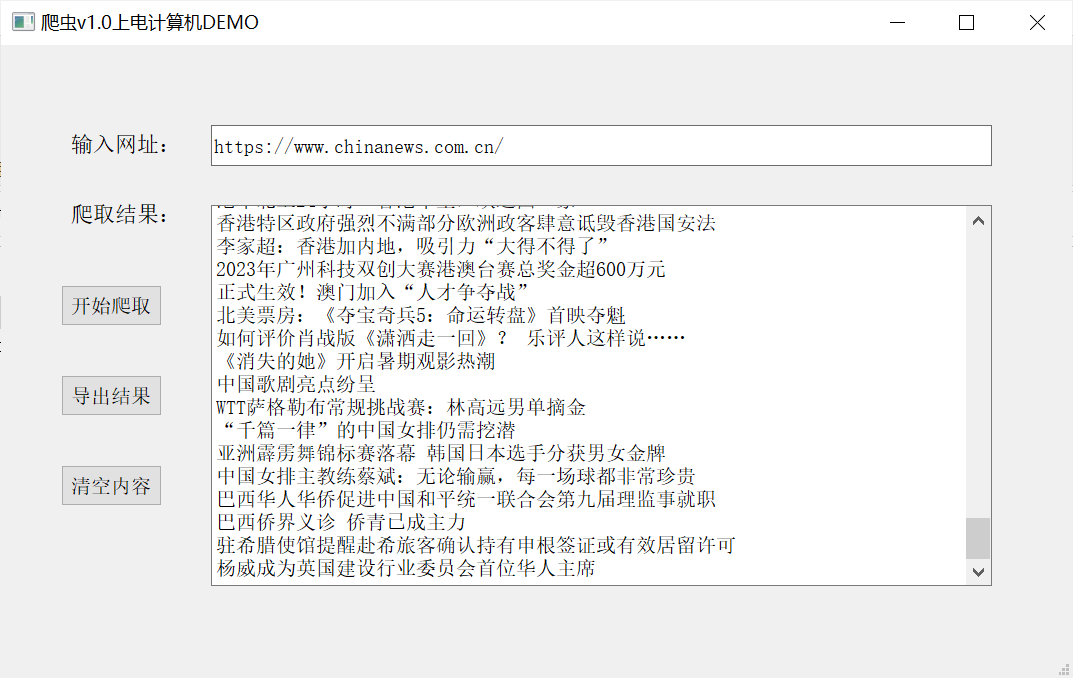 爬虫v1.0上电计算机DEMO
输入网址：
https://www.chinanews.com.cn/
爬取结果：
香港特区政府强烈不满部分欧洲政客肆意诋毁香港国安法
李家超：香港加内地，吸引力“大得不得了”
2023年广州科技双创大赛港澳台赛总奖金超600万元
正式生效！澳门加入“人才争夺战”
北美票房：《夺宝奇兵5：命运转盘》首映夺魁
如何评价肖战版《潇洒走一回》？ 乐评人这样说……
《消失的她》开启暑期观影热潮
中国歌剧亮点纷呈
WTT萨格勒布常规挑战赛：林高远男单摘金
“千篇一律”的中国女排仍需挖潜
亚洲霹雳舞锦标赛落幕 韩国日本选手分获男女金牌
中国女排主教练蔡斌：无论输赢，每一场球都非常珍贵
巴西华人华侨促进中国和平统一联合会第九届理监事就职
巴西侨界义诊 侨青已成主力
驻希腊使馆提醒赴希旅客确认持有申根签证或有效居留许可
杨威成为英国建设行业委员会首位华人主席
开始爬取
导出结果
清空内容